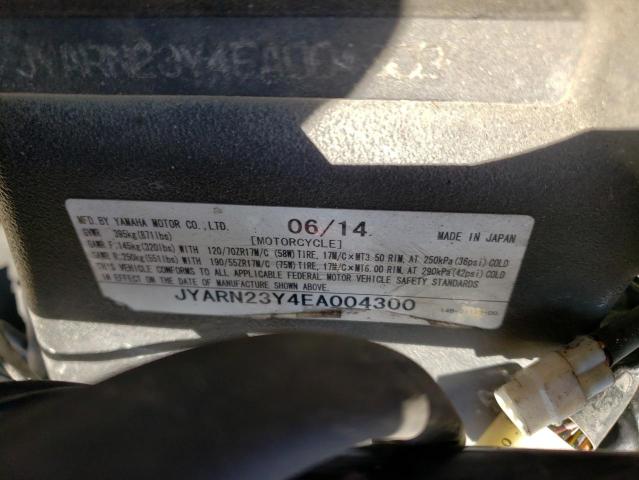 JYARN23Y4EA004300
MFD.BY YAMAHA MOTOR CO.,LTD. 06/14 MADE IN JAPAN
GVWR 395kg(871lbs) [MOTORCYCLE]
GAWR F:145kg(320lbs) WITH 120/70ZR17M/C (58W) TIRE, 17M/C×MT3.50 RIM, AT 250kPa(36psi)COLD
GAWR R:250kg(551lbs) WITH 190/55ZR17M/C (75W) TIRE, 17M/C×MT6.00 RIM, AT 290kPa(42psi)COLD
THIS VEHICLE CONFORMS TO ALL APPLICABLE FEDERAL MOTOR VEHICLE SAFETY STANDARDS
IN EFFECT ON THE DATE OF MANUFACTURE SHOWN ABOVE.
JYARN23Y4EA004300